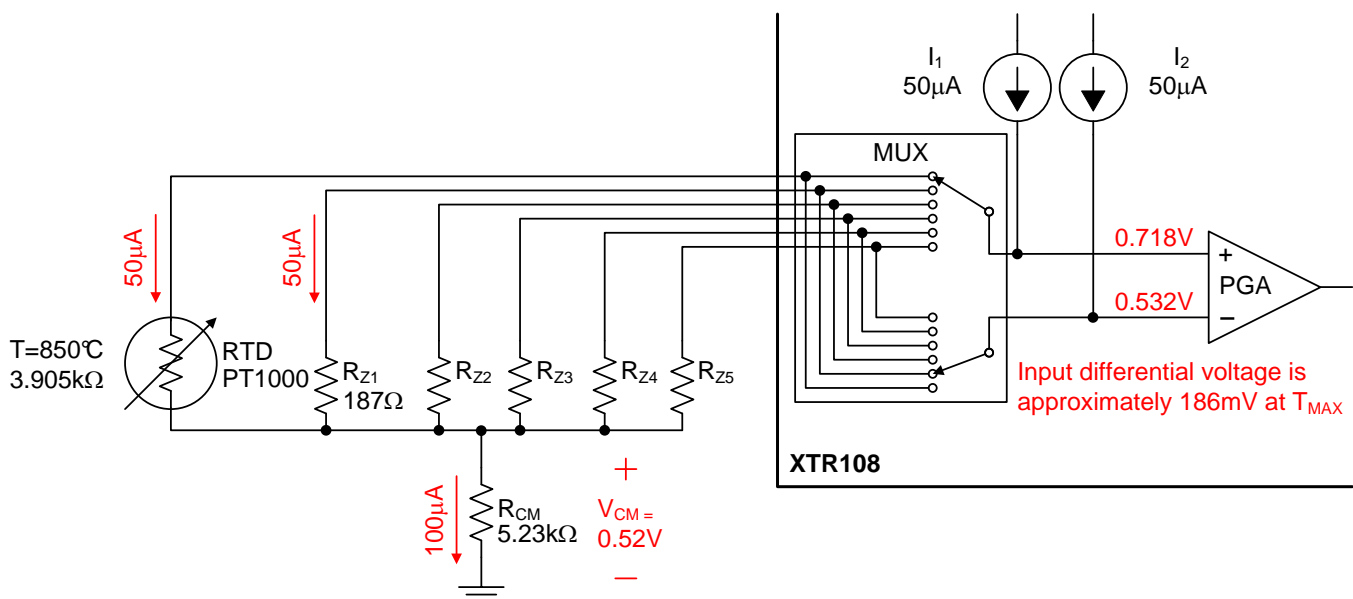 I1
50μA
I2
50μA
MUX
50μA
50μA
0.718V
+
PGA
0.532V
−
T=850°C
3.905kΩ
RTD
PT1000
RZ1
187Ω
RZ2
RZ3
RZ4
RZ5
Input differential voltage is
approximately 186mV at TMAX
XTR108
100μA
RCM
5.23kΩ
+
VCM =
0.52V
−